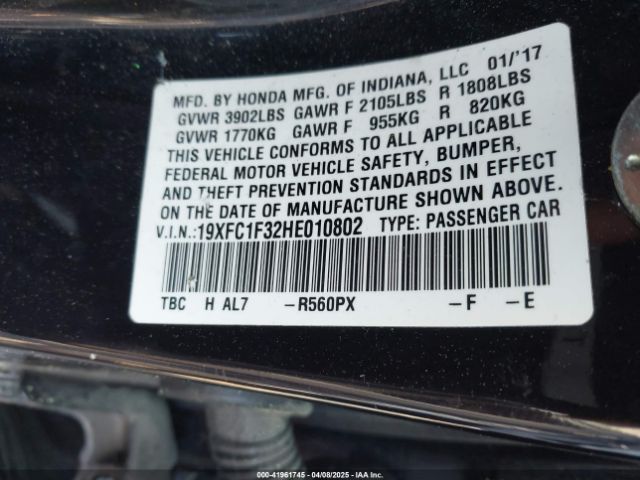 MFD. BY HONDA MFG. OF INDIANA, LLC 01/'17
GVWR 3902LBS GAWR F 2105LBS R 1808LBS
GVWR 1770KG GAWR F 955KG R 820KG
THIS VEHICLE CONFORMS TO ALL APPLICABLE
FEDERAL MOTOR VEHICLE SAFETY, BUMPER,
AND THEFT PREVENTION STANDARDS IN EFFECT
ON THE DATE OF MANUFACTURE SHOWN ABOVE.
V.I.N.:19XFC1F32HE010802 TYPE: PASSENGER CAR
TBC H AL7 -R560PX -F -E
000-41961745 - 04/08/2025 - IAA Inc.